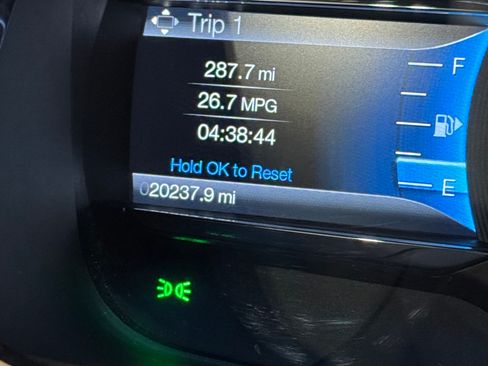 Trip 1
287.7 mi
26.7 MPG
04:38:44
Hold OK to Reset
020237.9 mi
F
E